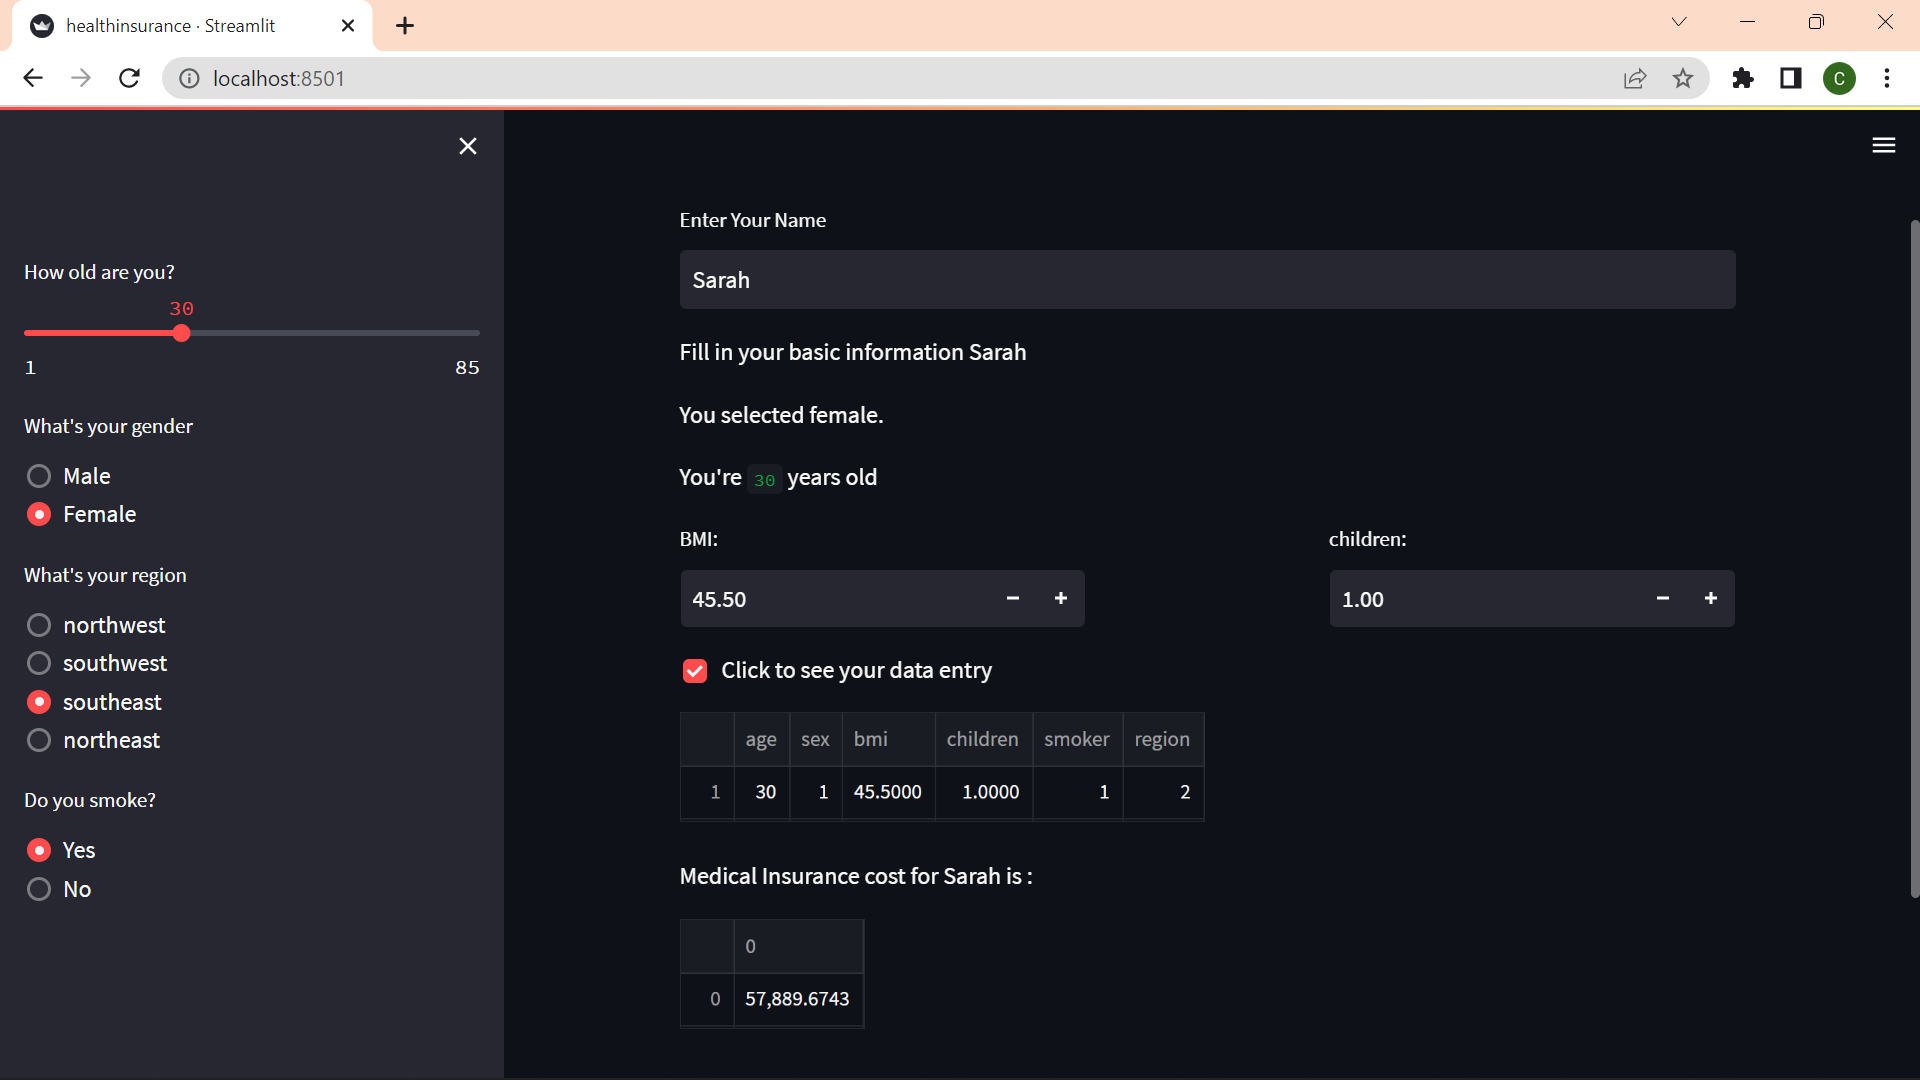 healthinsurance · Streamlit
localhost:8501
C
How old are you?
30
1 85
What's your gender
Male
Female
What's your region
northwest
southwest
southeast
northeast
Do you smoke?
Yes
No
Enter Your Name
Sarah
Fill in your basic information Sarah
You selected female.
You're 30 years old
BMI: children:
45.50 1.00
Click to see your data entry
age sex bmi children smoker region
1 30 1 45.5000 1.0000 1 2
Medical Insurance cost for Sarah is :
0
0 57,889.6743